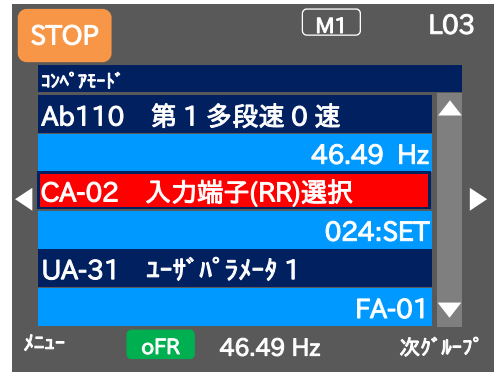 STOP M1 L03
ｺﾝﾍﾟｱﾓｰﾄﾞ
Ab110 第１多段速０速
46.49 Hz
CA-02 入力端子(RR)選択
024:SET
UA-31 ﾕｰｻﾞﾊﾟﾗﾒｰﾀ 1
FA-01
ﾒﾆｭｰ oFR 46.49 Hz 次ｸﾞﾙｰﾌﾟ